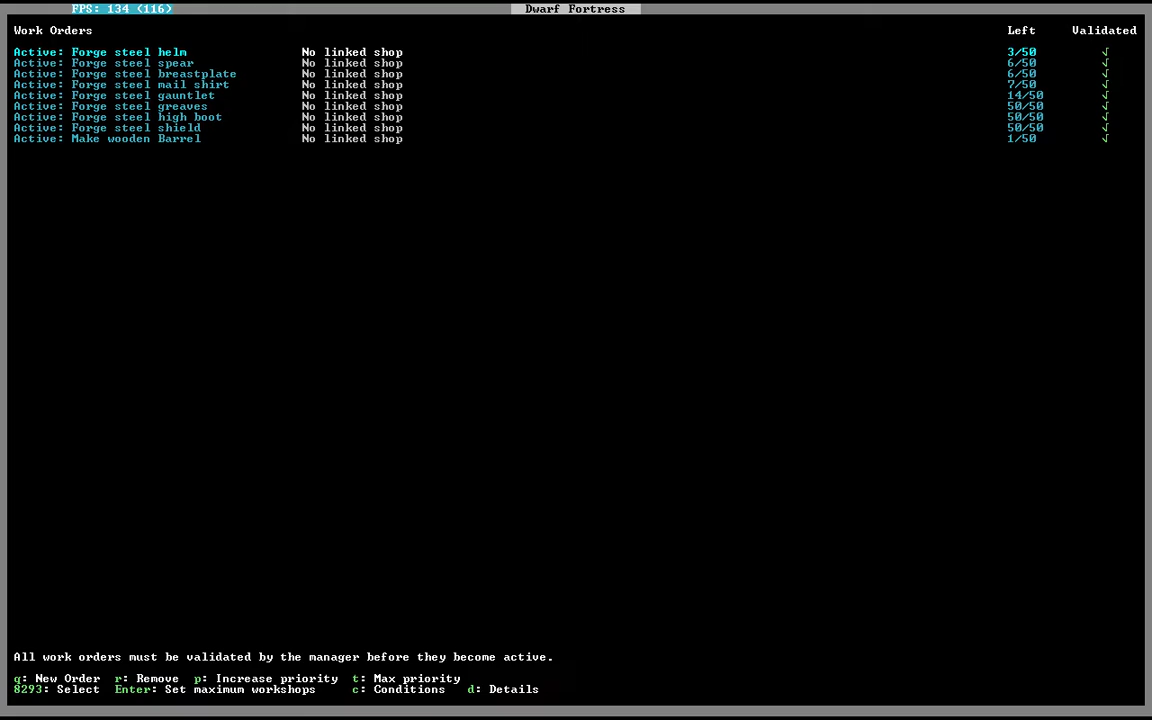 FPS: 134 (116) Dwarf Fortress
Work Orders Left Validated
Active: Forge steel helm No linked shop 3/50 √
Active: Forge steel spear No linked shop 6/50 √
Active: Forge steel breastplate No linked shop 6/50 √
Active: Forge steel mail shirt No linked shop 7/50 √
Active: Forge steel gauntlet No linked shop 14/50 √
Active: Forge steel greaves No linked shop 50/50 √
Active: Forge steel high boot No linked shop 50/50 √
Active: Forge steel shield No linked shop 50/50 √
Active: Make wooden Barrel No linked shop 1/50 √
All work orders must be validated by the manager before they become active.
q: New Order r: Remove p: Increase priority t: Max priority
8293: Select Enter: Set maximum workshops c: Conditions d: Details